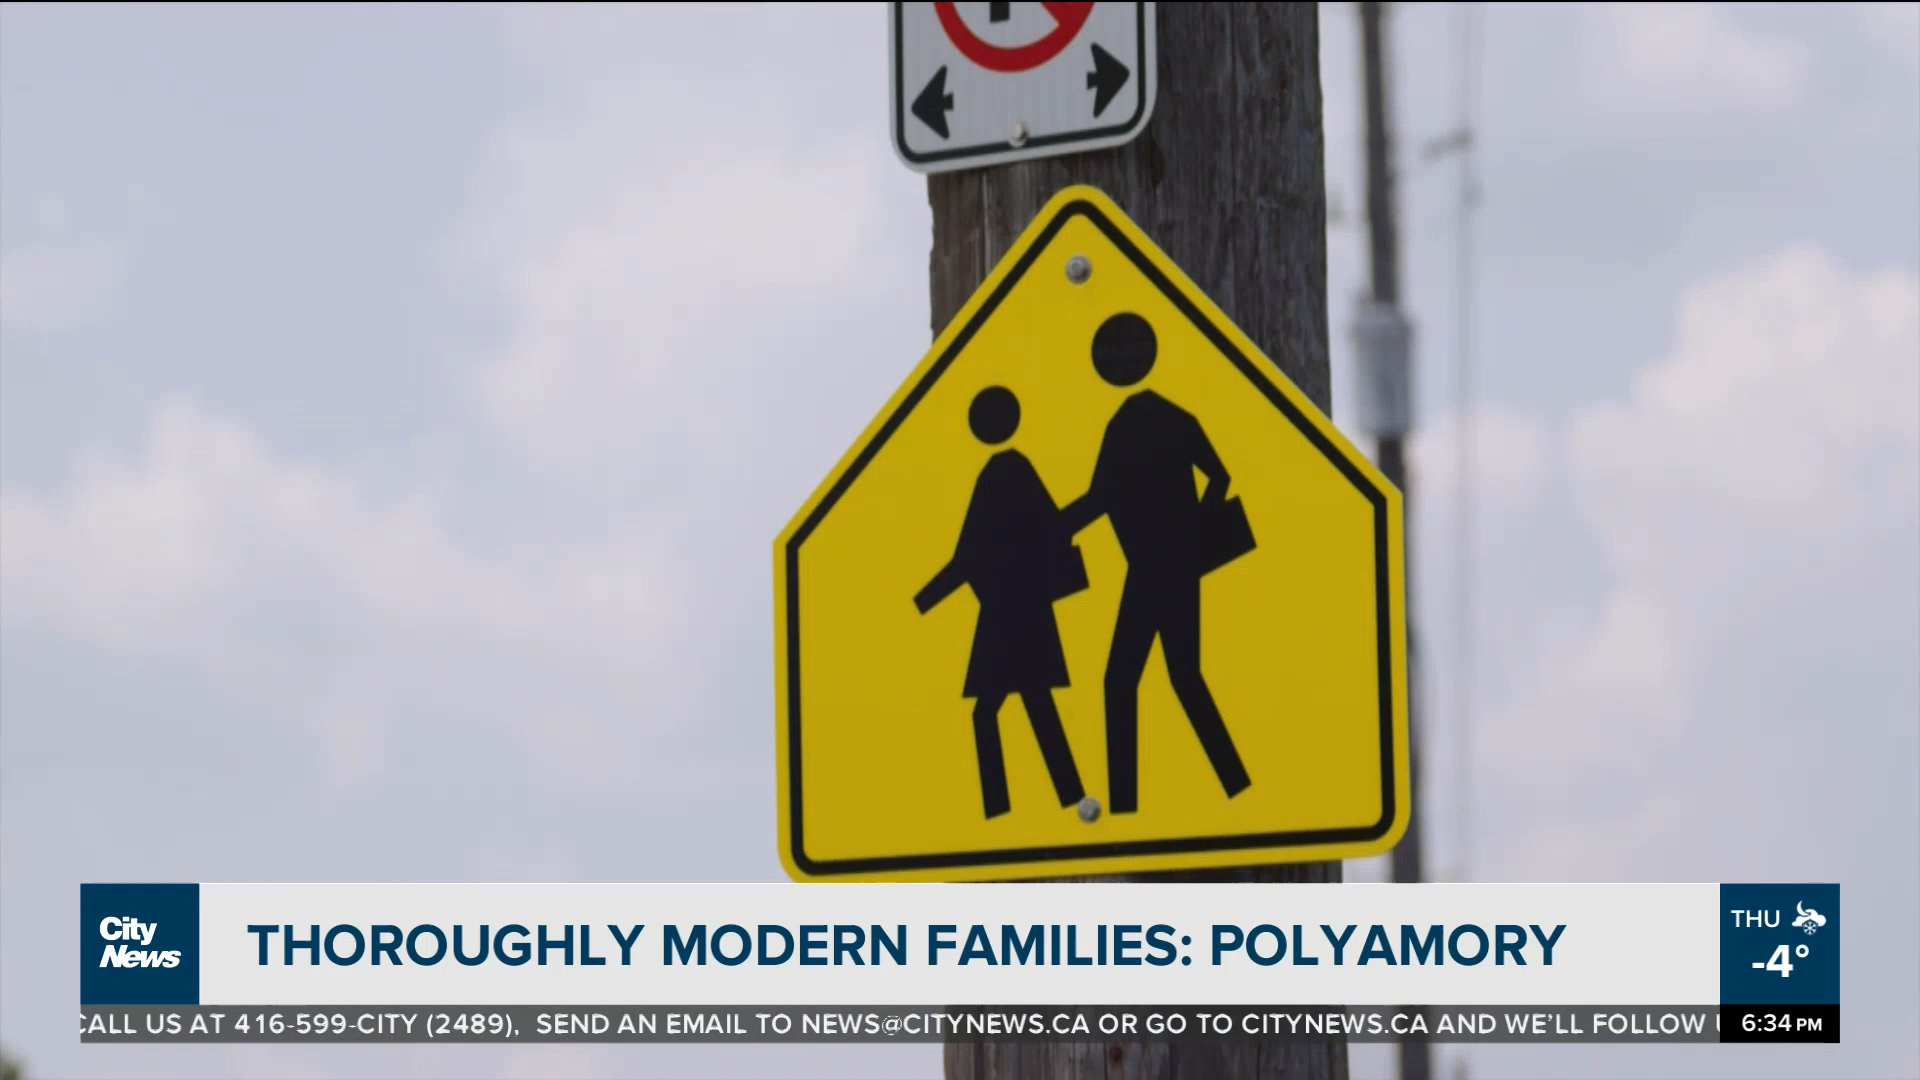 City
News
THOROUGHLY MODERN FAMILIES: POLYAMORY
THU
-4°
CALL US AT 416-599-CITY (2489), SEND AN EMAIL TO NEWS@CITYNEWS.CA OR GO TO CITYNEWS.CA AND WE'LL FOLLOW
6:34 PM